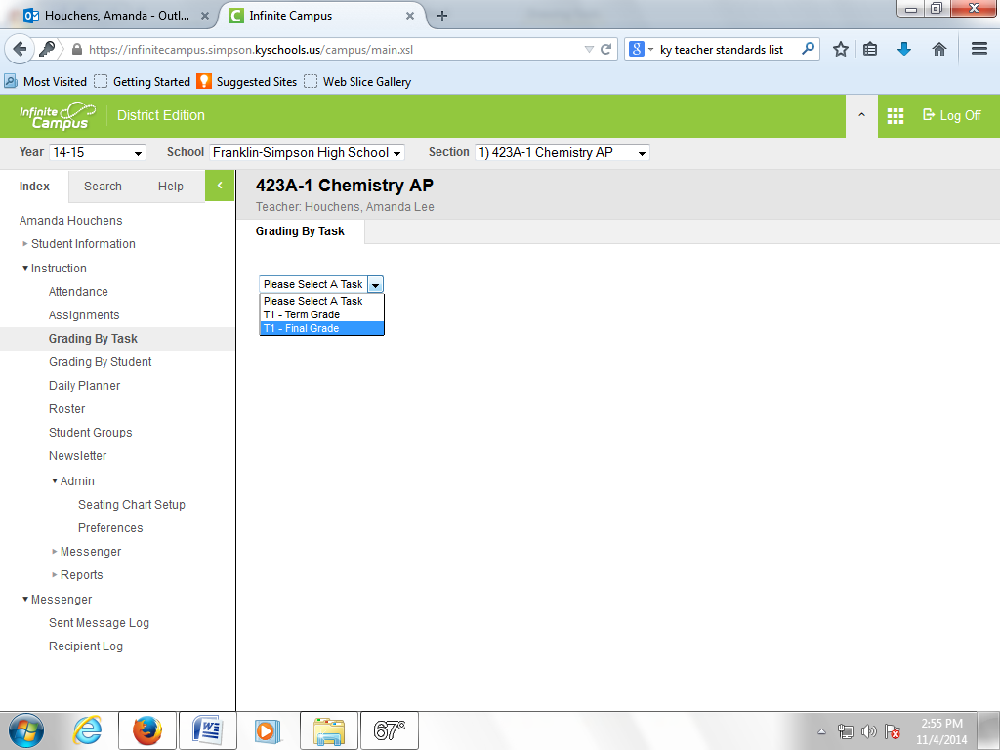 Houchens, Amanda - Outl...
Infinite Campus
https://infinitecampus.simpson.kyschools.us/campus/main.xsl
ky teacher standards list
Most Visited Getting Started Suggested Sites Web Slice Gallery
Infinite Campus District Edition Log Off
Year 14-15 School Franklin-Simpson High School Section 1) 423A-1 Chemistry AP
Index Search Help
423A-1 Chemistry AP
Teacher: Houchens, Amanda Lee
Grading By Task
Amanda Houchens
Student Information
Instruction
Attendance
Assignments
Grading By Task
Grading By Student
Daily Planner
Roster
Student Groups
Newsletter
Admin
Seating Chart Setup
Preferences
Messenger
Reports
Messenger
Sent Message Log
Recipient Log
Please Select A Task
Please Select A Task
T1 - Term Grade
T1 - Final Grade
67°
2:55 PM
11/4/2014